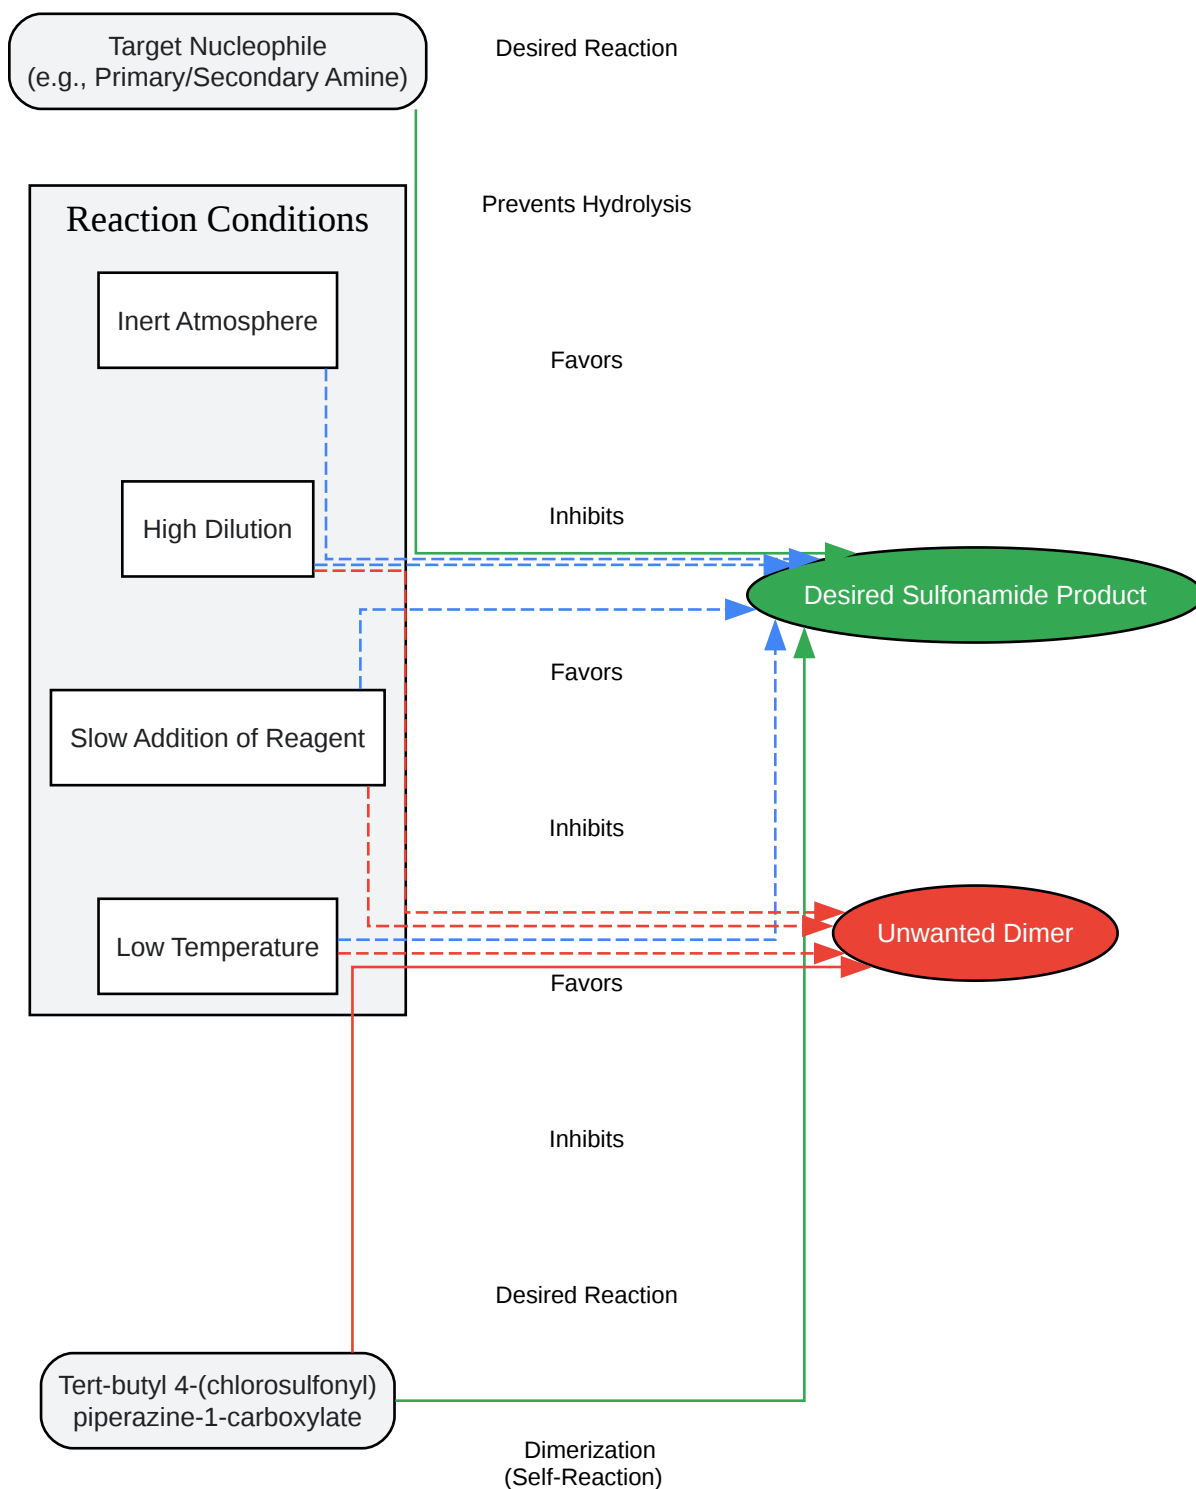 Target Nucleophile
(e.g., Primary/Secondary Amine)
Desired Reaction
Prevents Hydrolysis
Reaction Conditions
Inert Atmosphere
Favors
High Dilution
Inhibits
Desired Sulfonamide Product
Favors
Slow Addition of Reagent
Inhibits
Low Temperature
Unwanted Dimer
Favors
Inhibits
Desired Reaction
Tert-butyl 4-(chlorosulfonyl)
piperazine-1-carboxylate
Dimerization
(Self-Reaction)